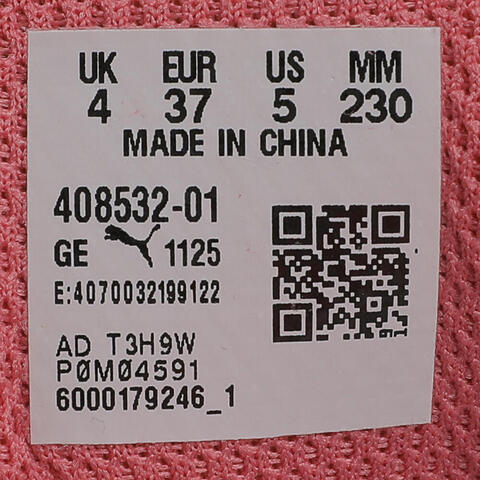 UK EUR US MM
4 37 5 230
MADE IN CHINA
408532-01
GE 1125
E:4070032199122
AD T3H9W
P0M04591
6000179246_1